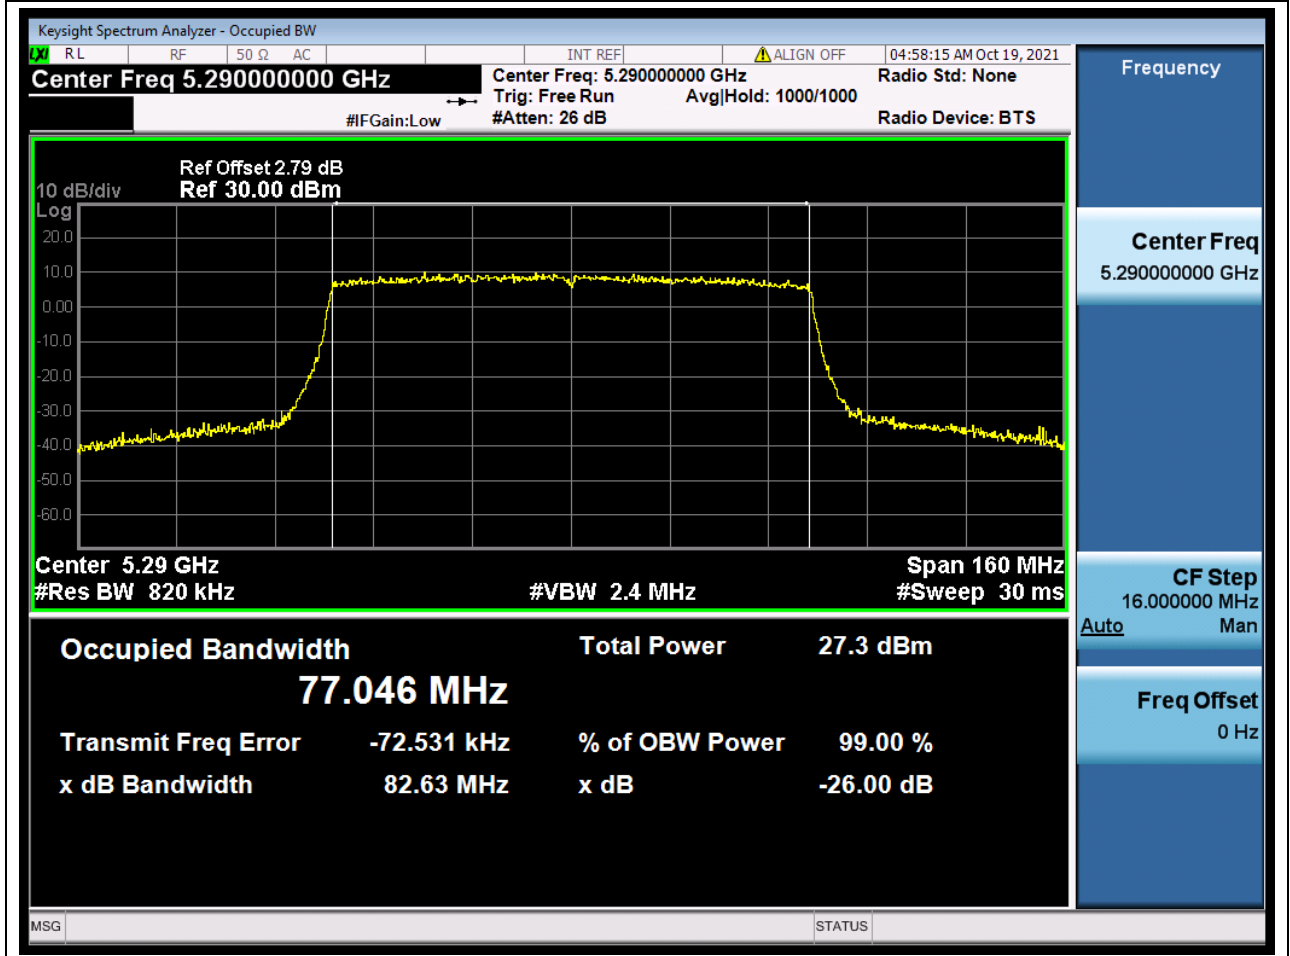 Keysight Spectrum Analyzer - Occupied BW
LXI RL RF 50 Ω AC INT REF ALIGN OFF 04:58:15 AM Oct 19, 2021
Center Freq 5.290000000 GHz
Center Freq: 5.290000000 GHz
Radio Std: None
Trig: Free Run Avg|Hold: 1000/1000
#IFGain:Low
#Atten: 26 dB
Radio Device: BTS
Ref Offset 2.79 dB
10 dB/div Ref 30.00 dBm
Log
20.0
10.0
0.00
-10.0
-20.0
-30.0
-40.0
-50.0
-60.0
Center 5.29 GHz Span 160 MHz
#Res BW 820 kHz #VBW 2.4 MHz #Sweep 30 ms
Occupied Bandwidth Total Power 27.3 dBm
77.046 MHz
Transmit Freq Error -72.531 kHz % of OBW Power 99.00 %
x dB Bandwidth 82.63 MHz x dB -26.00 dB
Frequency
Center Freq
5.290000000 GHz
CF Step
16.000000 MHz
Auto Man
Freq Offset
0 Hz
MSG STATUS